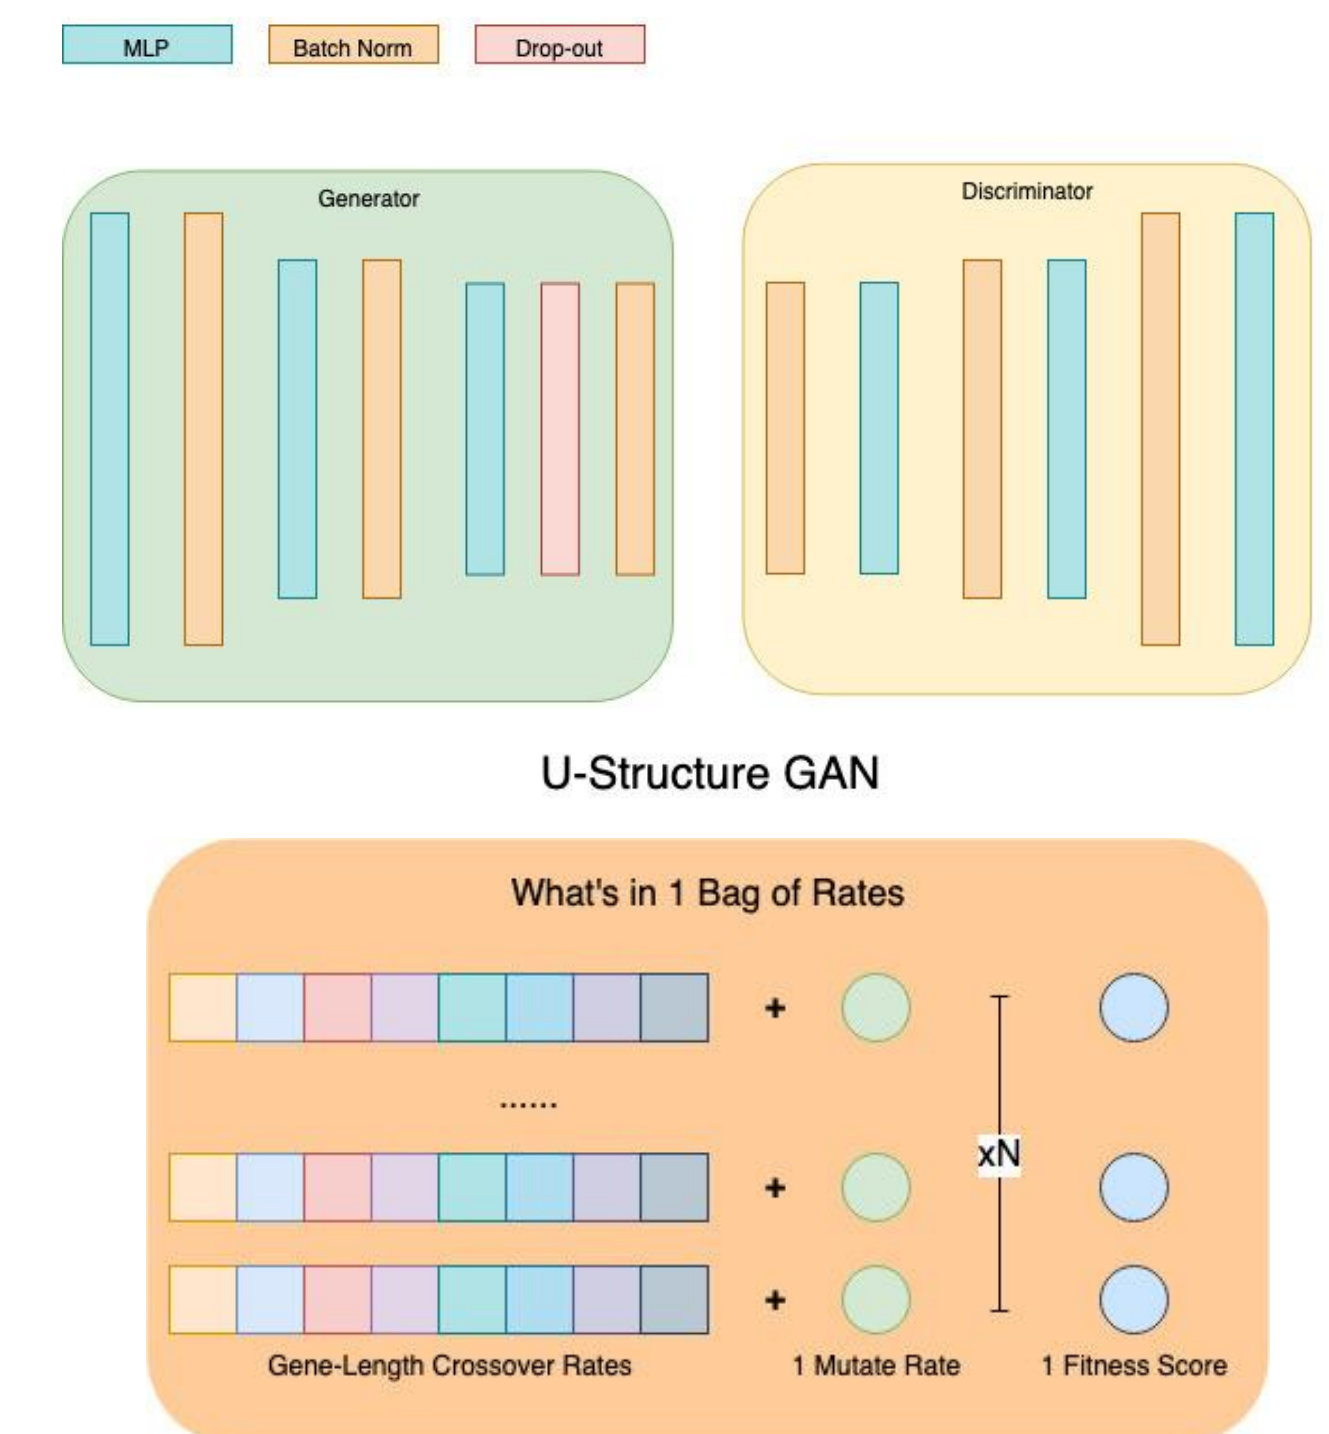 MLP
Batch Norm
Drop-out
Generator
Discriminator
U-Structure GAN
What's in 1 Bag of Rates
+
......
xN
+
+
Gene-Length Crossover Rates
1 Mutate Rate
1 Fitness Score